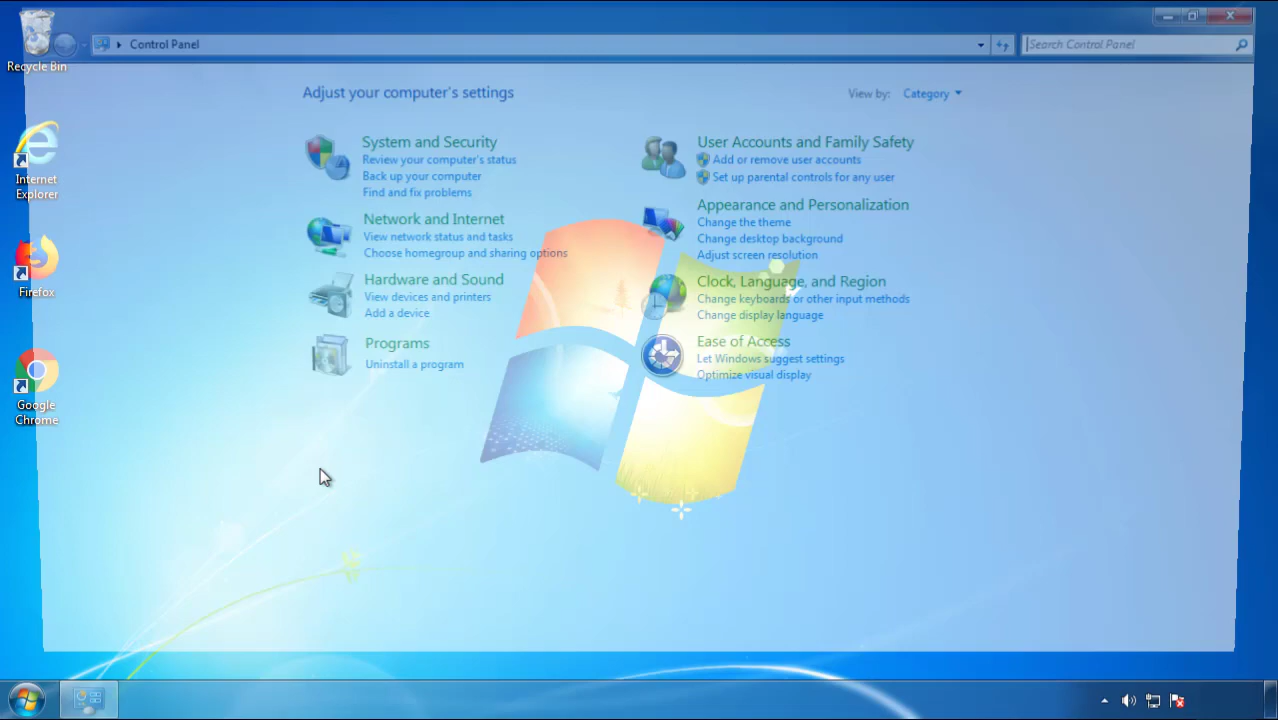 Recycle Bin
Internet
Explorer
Firefox
Google
Chrome
Control Panel
Search Control Panel
Adjust your computer's settings
View by: Category
System and Security
Review your computer's status
Back up your computer
Find and fix problems
Network and Internet
View network status and tasks
Choose homegroup and sharing options
Hardware and Sound
View devices and printers
Add a device
Programs
Uninstall a program
User Accounts and Family Safety
Add or remove user accounts
Set up parental controls for any user
Appearance and Personalization
Change the theme
Change desktop background
Adjust screen resolution
Clock, Language, and Region
Change keyboards or other input methods
Change display language
Ease of Access
Let Windows suggest settings
Optimize visual display